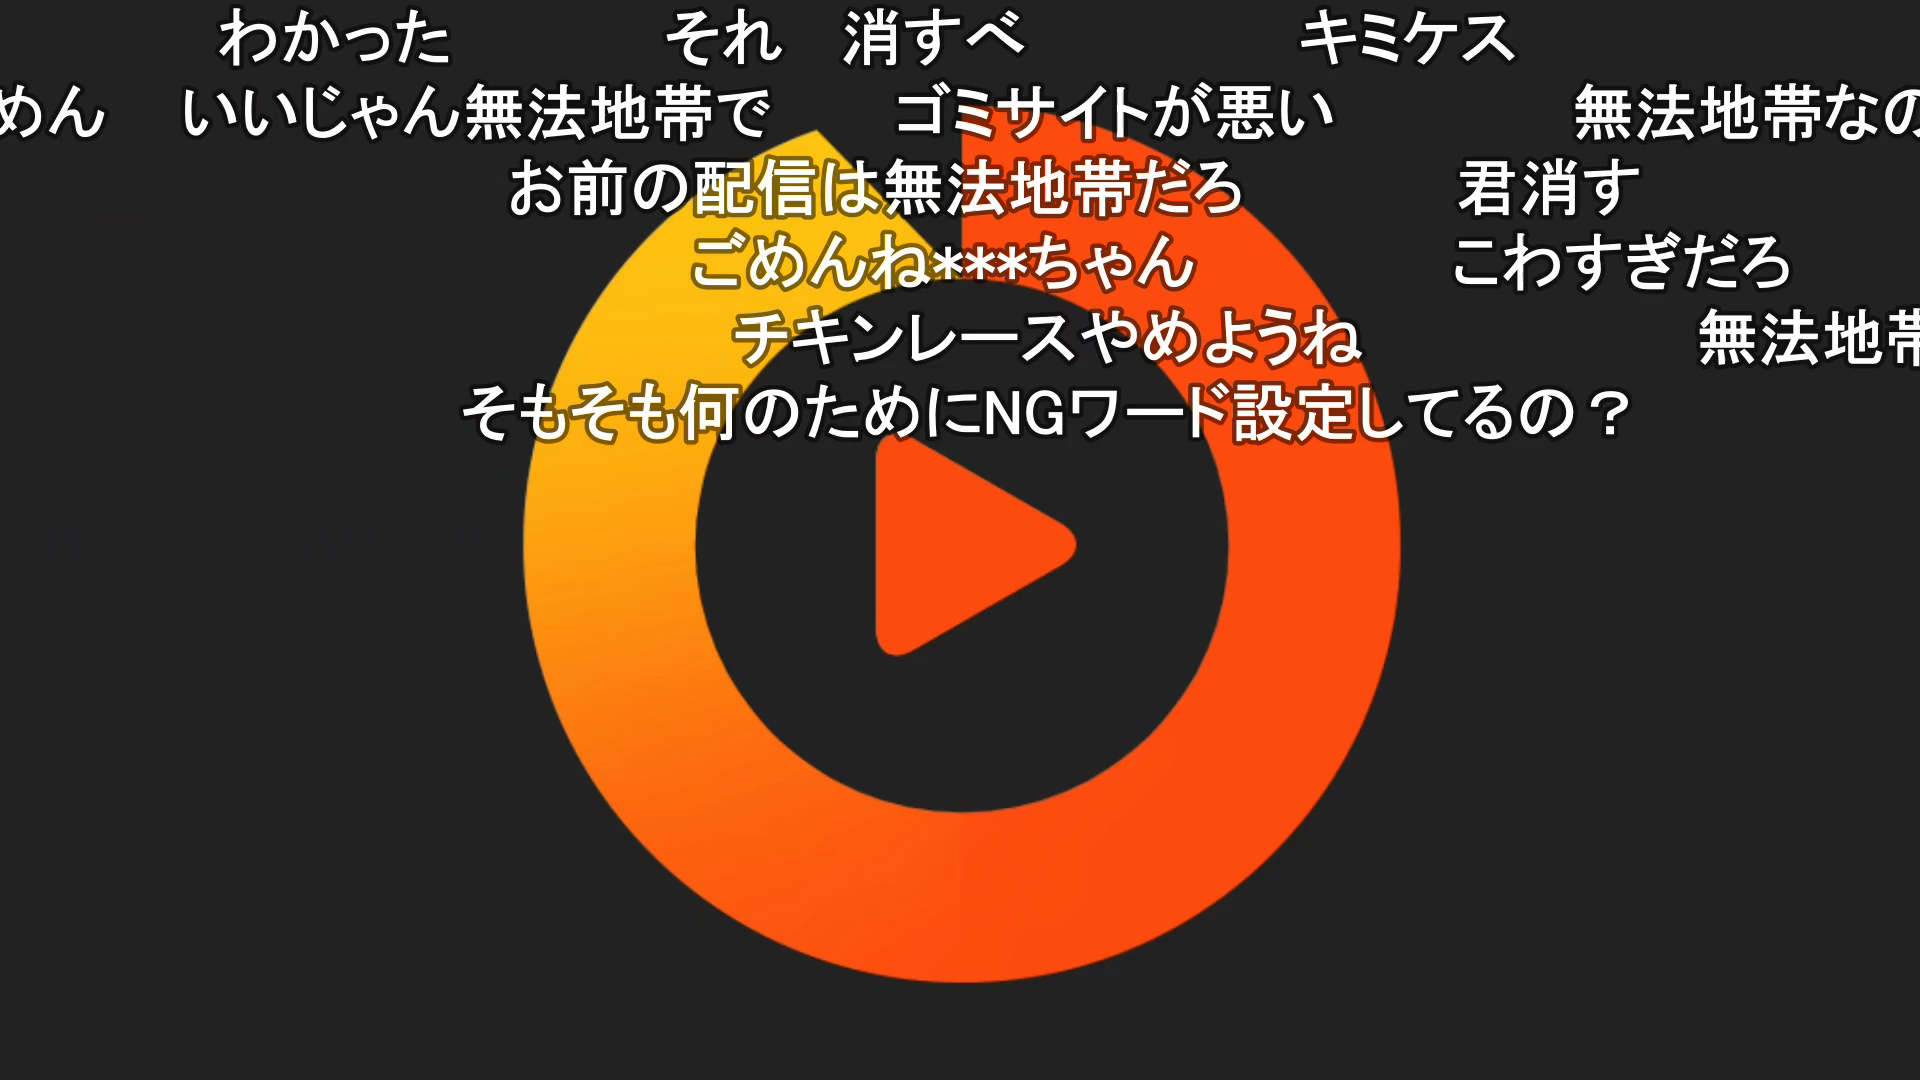 わかった それ 消すべ キミケス
めん いいじゃん無法地帯で ゴミサイトが悪い 無法地帯なの
お前の配信は無法地帯だろ 君消す
ごめんね***ちゃん こわすぎだろ
チキンレースやめようね 無法地帯
そもそも何のためにNGワード設定してるの？